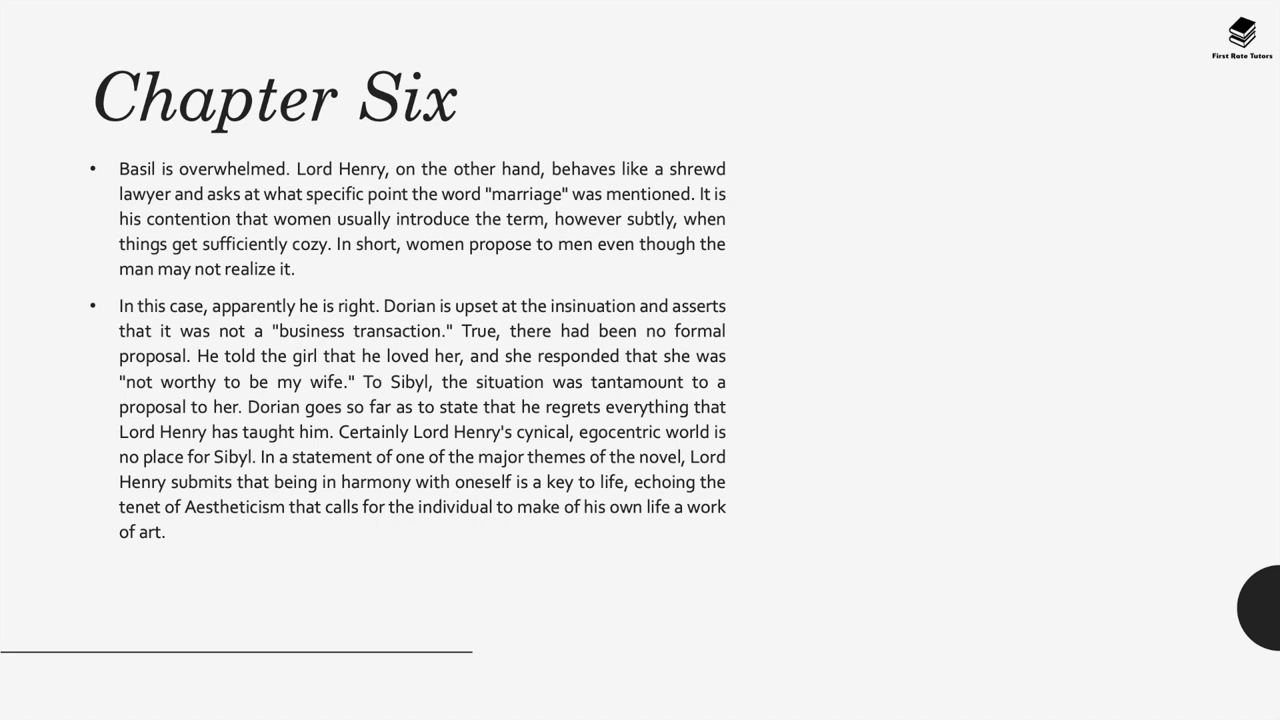 First Rate Tutors
Chapter Six
• Basil is overwhelmed. Lord Henry, on the other hand, behaves like a shrewd
lawyer and asks at what specific point the word "marriage" was mentioned. It is
his contention that women usually introduce the term, however subtly, when
things get sufficiently cozy. In short, women propose to men even though the
man may not realize it.
• In this case, apparently he is right. Dorian is upset at the insinuation and asserts
that it was not a "business transaction." True, there had been no formal
proposal. He told the girl that he loved her, and she responded that she was
"not worthy to be my wife." To Sibyl, the situation was tantamount to a
proposal to her. Dorian goes so far as to state that he regrets everything that
Lord Henry has taught him. Certainly Lord Henry's cynical, egocentric world is
no place for Sibyl. In a statement of one of the major themes of the novel, Lord
Henry submits that being in harmony with oneself is a key to life, echoing the
tenet of Aestheticism that calls for the individual to make of his own life a work
of art.